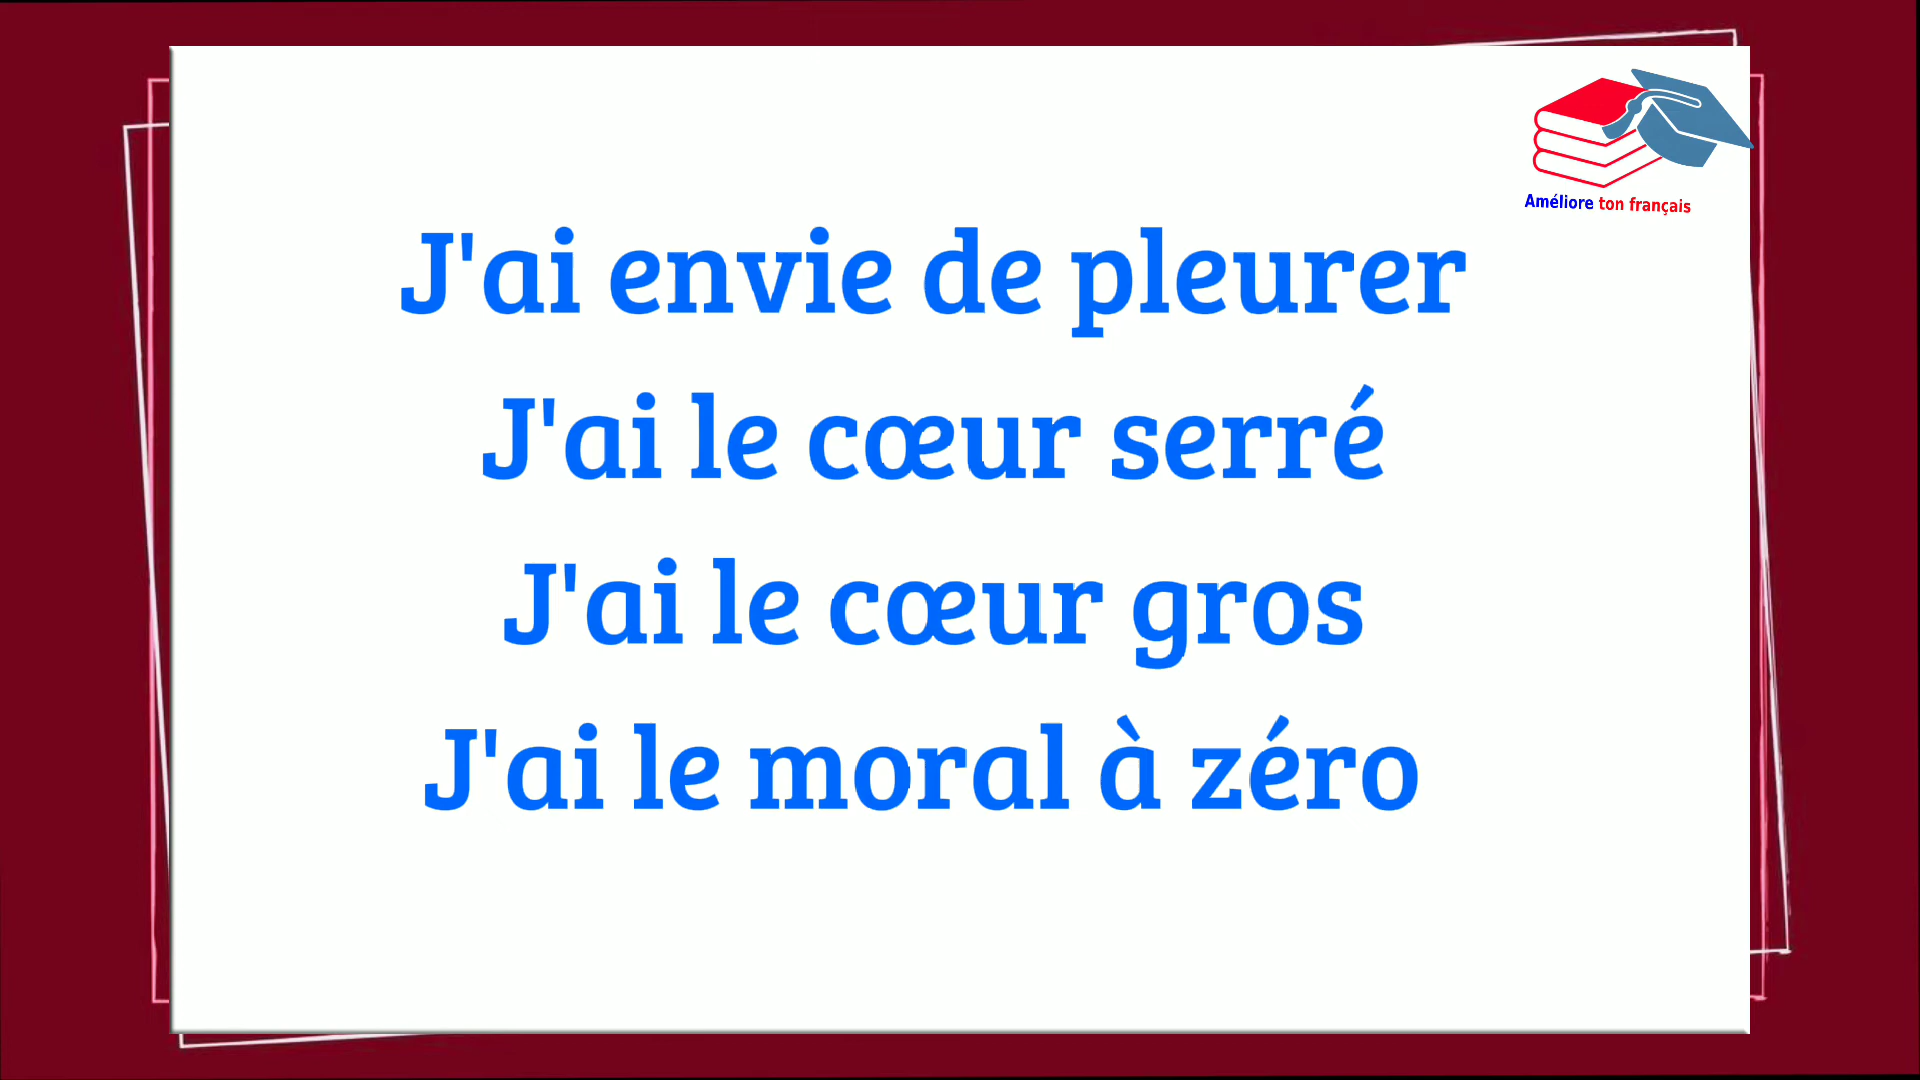 Améliore ton français
J'ai envie de pleurer
J'ai le cœur serré
J'ai le cœur gros
J'ai le moral à zéro